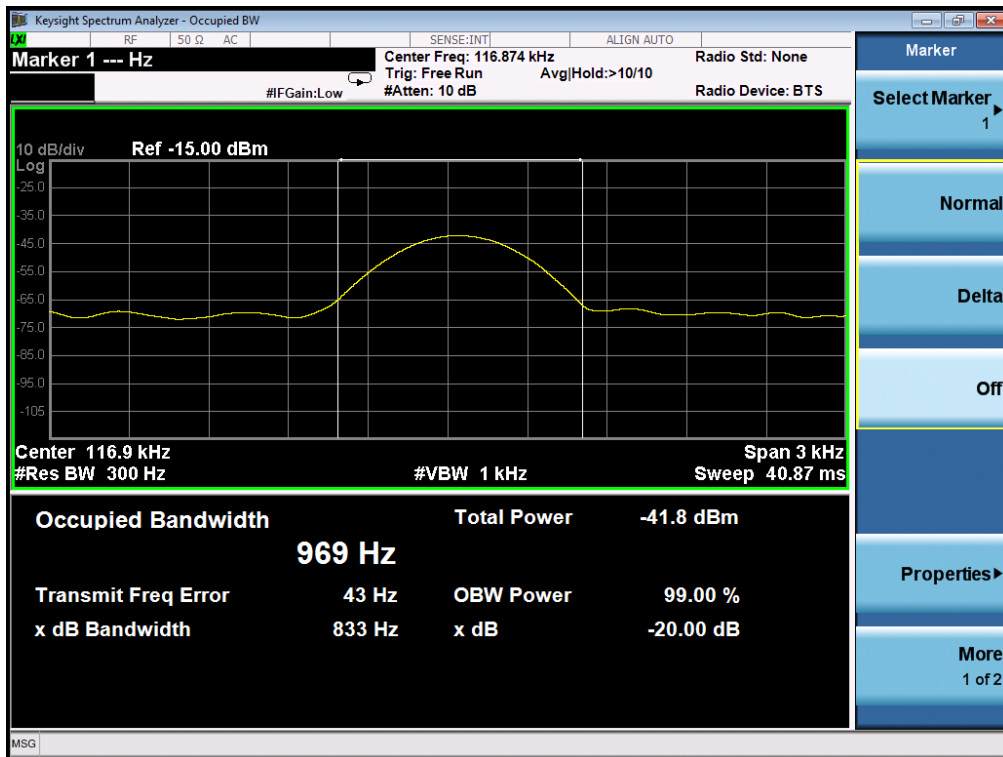 Keysight Spectrum Analyzer - Occupied BW
LXI RF 50 Ω AC SENSE:INT ALIGN AUTO
Marker 1 --- Hz
Center Freq: 116.874 kHz Radio Std: None
Trig: Free Run Avg|Hold:>10/10
#IFGain:Low #Atten: 10 dB Radio Device: BTS
10 dB/div Ref -15.00 dBm
Log
-25.0
-35.0
-45.0
-55.0
-65.0
-75.0
-85.0
-95.0
-105
Center 116.9 kHz Span 3 kHz
#Res BW 300 Hz #VBW 1 kHz Sweep 40.87 ms
Occupied Bandwidth Total Power -41.8 dBm
969 Hz
Transmit Freq Error 43 Hz OBW Power 99.00 %
x dB Bandwidth 833 Hz x dB -20.00 dB
MSG
Marker
Select Marker
1
Normal
Delta
Off
Properties
More
1 of 2